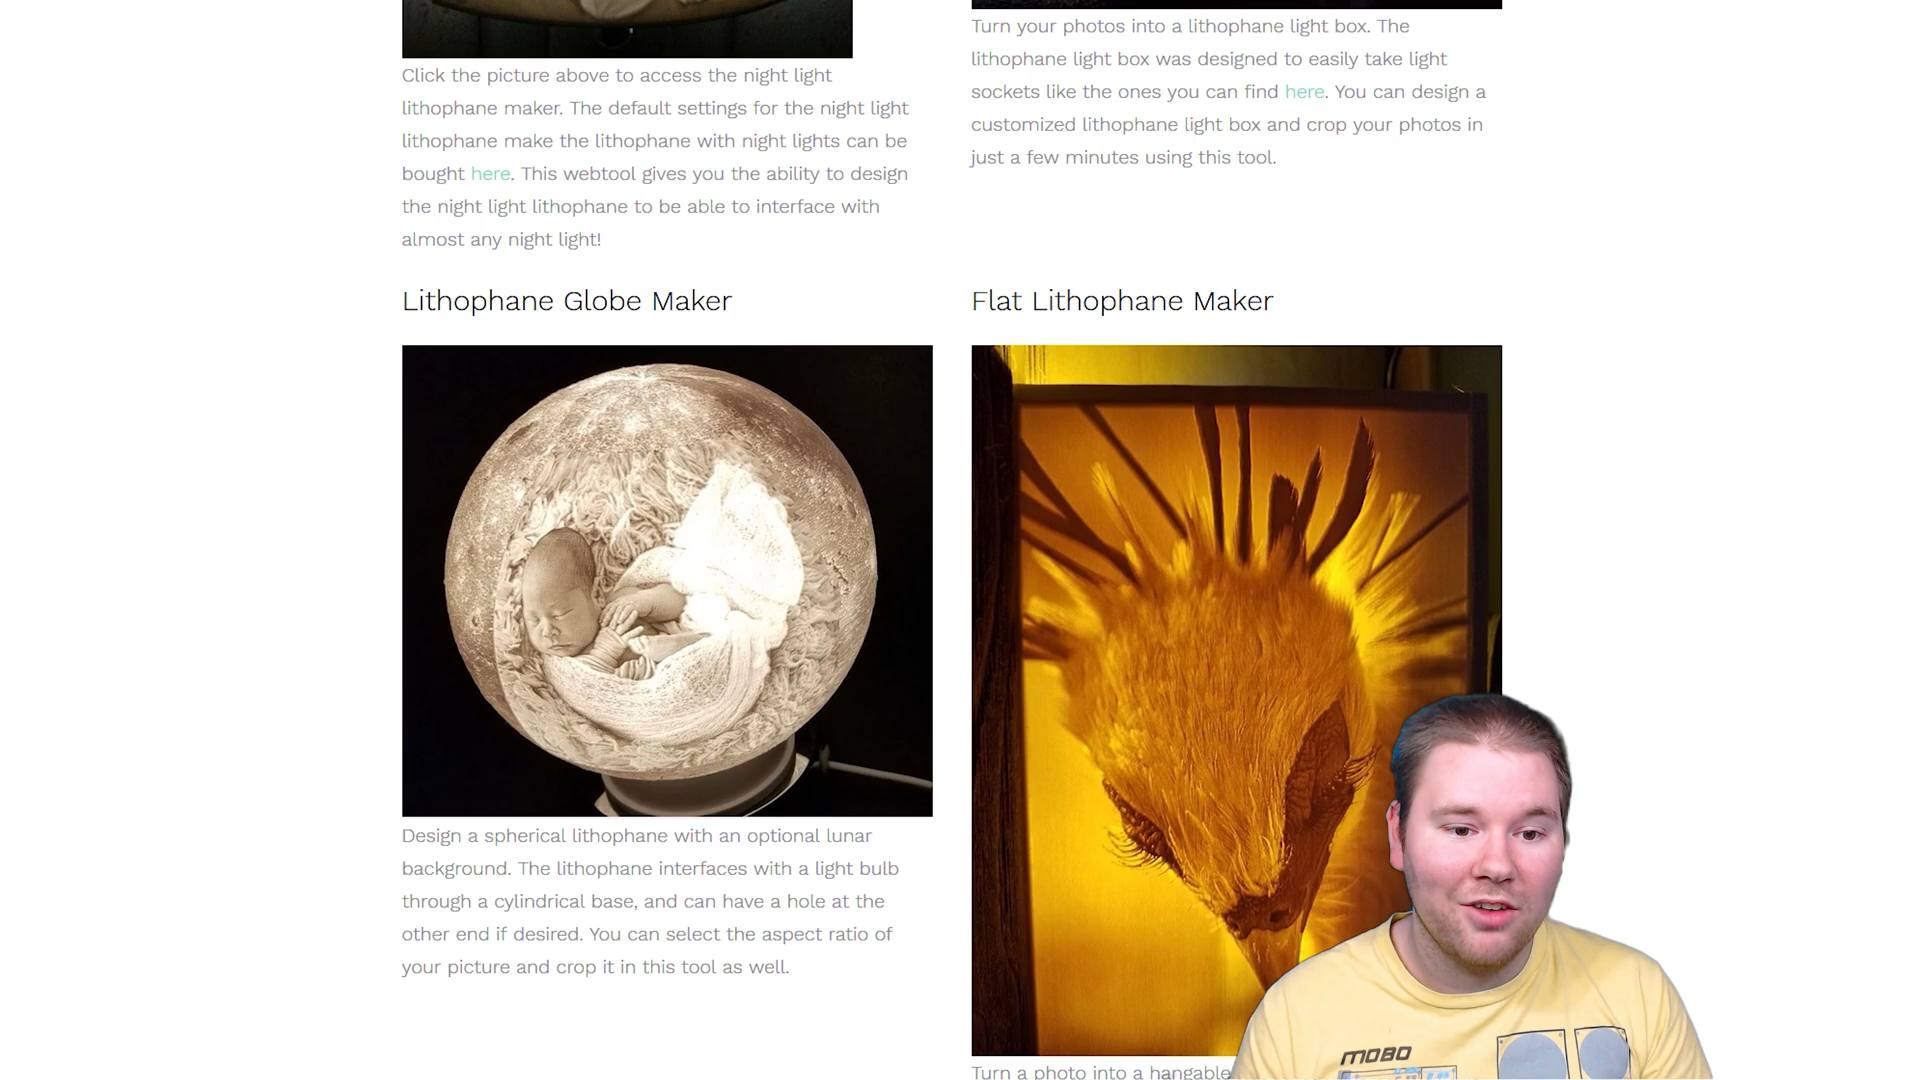 Click the picture above to access the night light
lithophane maker. The default settings for the night light
lithophane make the lithophane with night lights can be
bought here. This webtool gives you the ability to design
the night light lithophane to be able to interface with
almost any night light!
Turn your photos into a lithophane light box. The
lithophane light box was designed to easily take light
sockets like the ones you can find here. You can design a
customized lithophane light box and crop your photos in
just a few minutes using this tool.
Lithophane Globe Maker
Design a spherical lithophane with an optional lunar
background. The lithophane interfaces with a light bulb
through a cylindrical base, and can have a hole at the
other end if desired. You can select the aspect ratio of
your picture and crop it in this tool as well.
Flat Lithophane Maker
Turn a photo into a hangable
MOBO